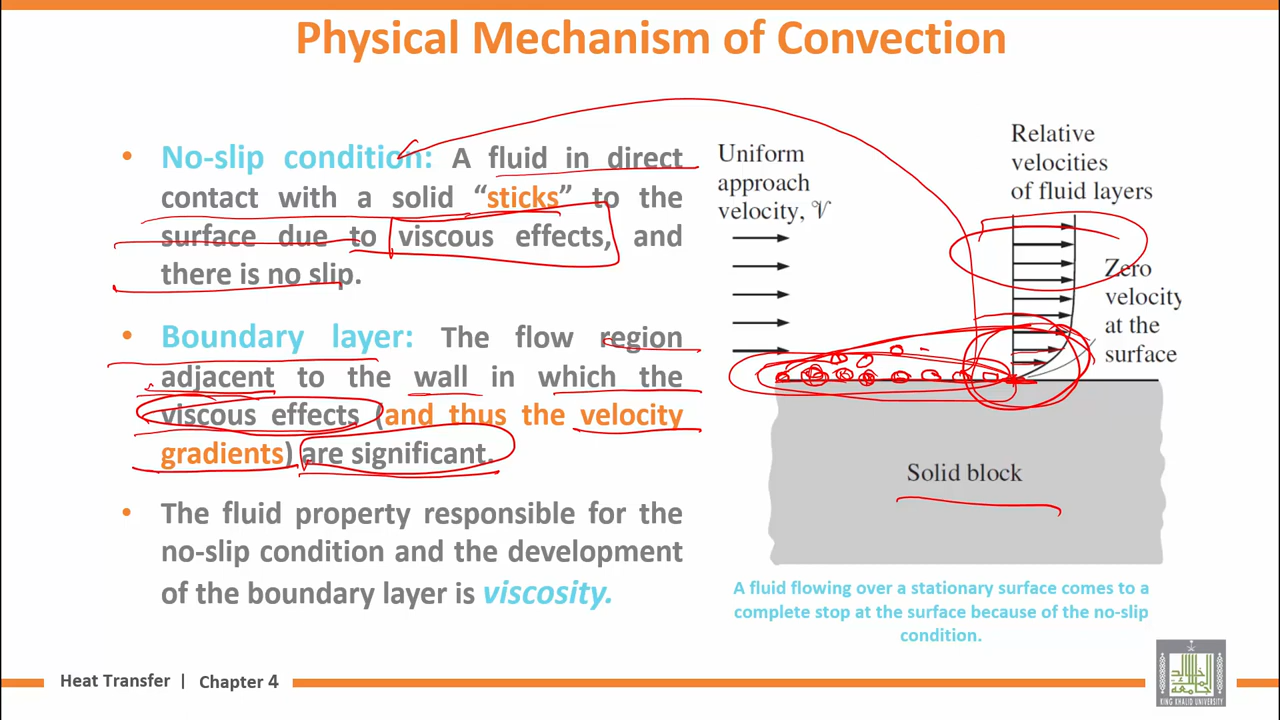 Physical Mechanism of Convection
• No-slip condition: A fluid in direct
contact with a solid “sticks” to the
surface due to viscous effects, and
there is no slip.
• Boundary layer: The flow region
adjacent to the wall in which the
viscous effects (and thus the velocity
gradients) are significant.
• The fluid property responsible for the
no-slip condition and the development
of the boundary layer is viscosity.
Uniform
approach
velocity, 𝒱
Relative
velocities
of fluid layers
Zero
velocity
at the
surface
Solid block
A fluid flowing over a stationary surface comes to a
complete stop at the surface because of the no-slip
condition.
Heat Transfer | Chapter 4
KING KHALID UNIVERSITY